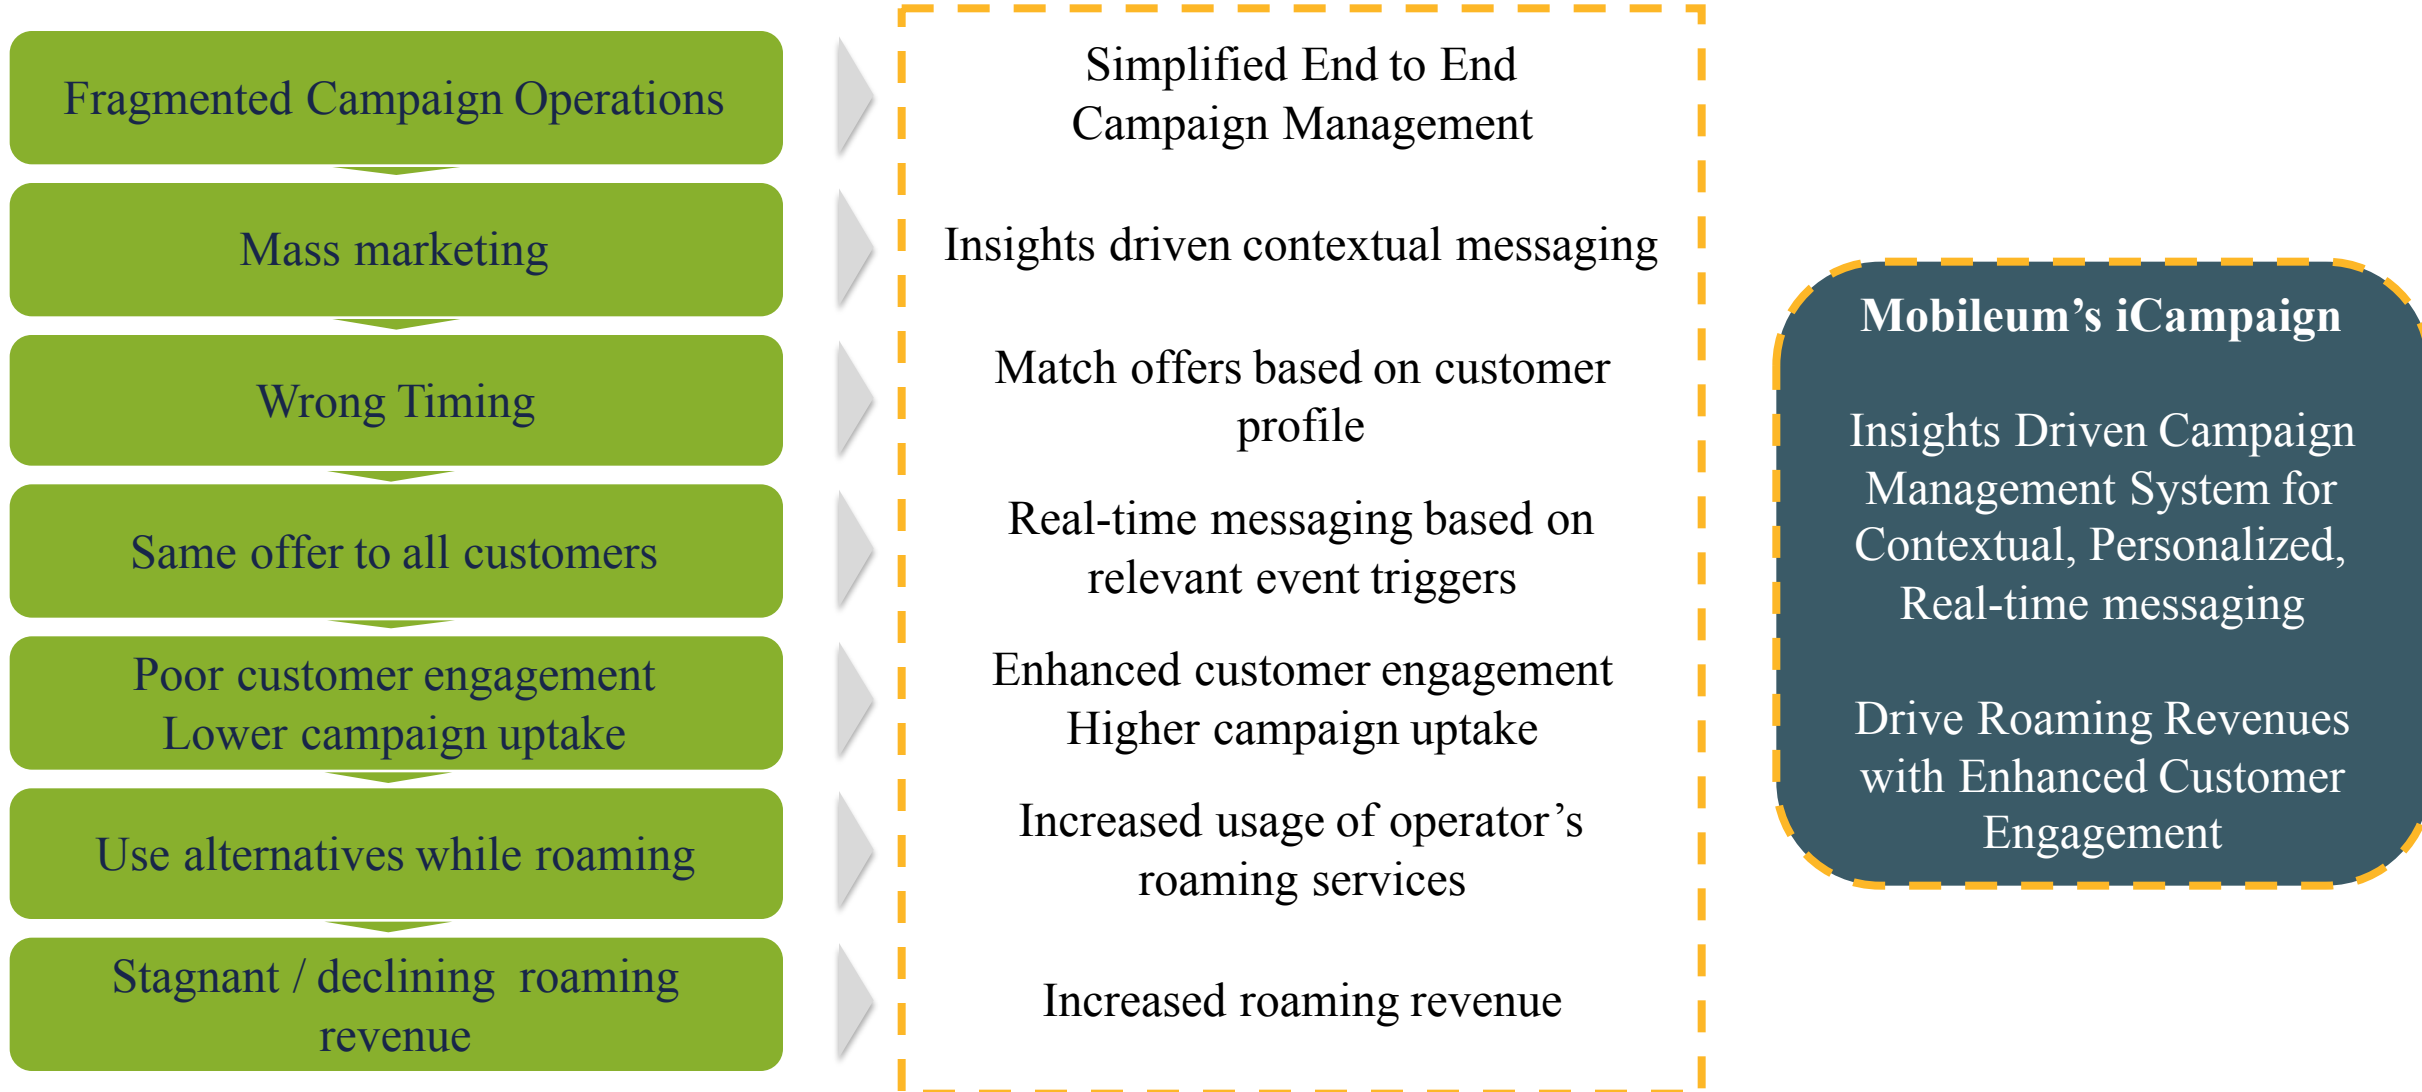 Fragmented Campaign Operations
Simplified End to End
Campaign Management
Mass marketing
Insights driven contextual messaging
Wrong Timing
Match offers based on customer
profile
Same offer to all customers
Real-time messaging based on
relevant event triggers
Poor customer engagement
Lower campaign uptake
Enhanced customer engagement
Higher campaign uptake
Use alternatives while roaming
Increased usage of operator’s
roaming services
Stagnant / declining  roaming
revenue
Increased roaming revenue
Mobileum’s iCampaign
Insights Driven Campaign
Management System for
Contextual, Personalized,
Real-time messaging
Drive Roaming Revenues
with Enhanced Customer
Engagement